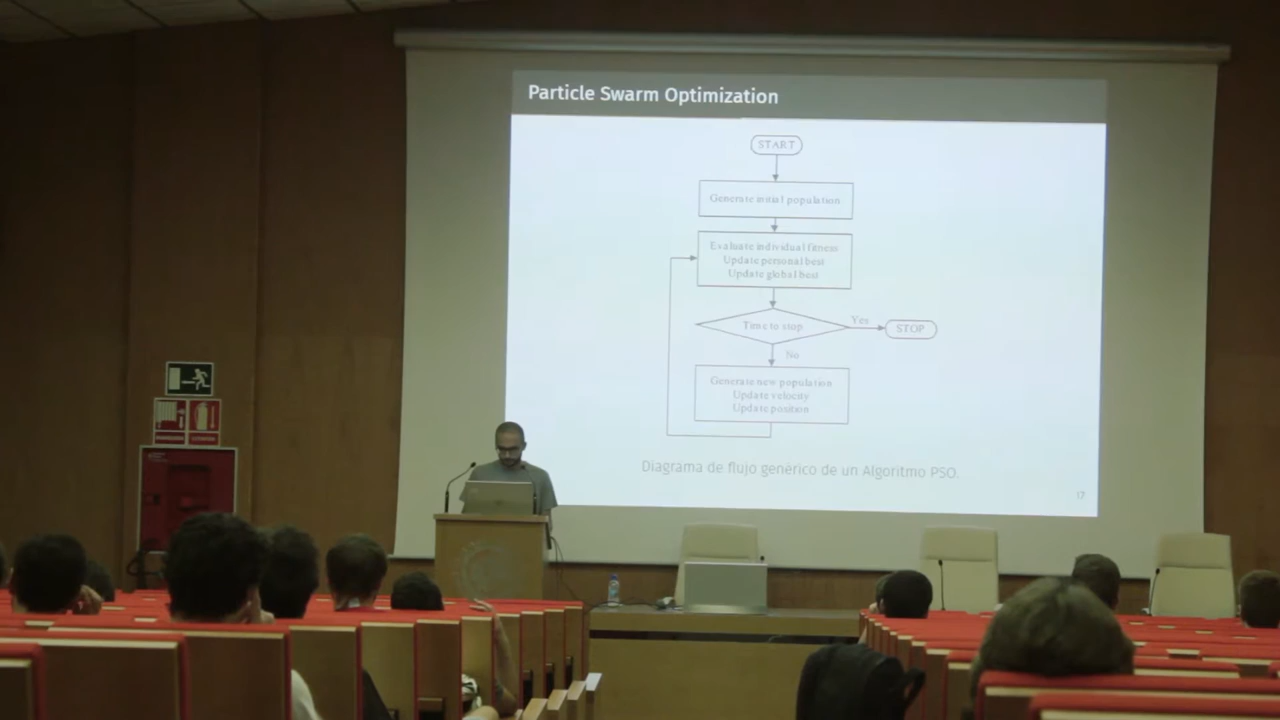 Particle Swarm Optimization
START
Generate initial population
Evaluate individual fitness
Update personal best
Update global best
Time to stop
Yes
STOP
No
Generate new population
Update velocity
Update position
Diagrama de flujo genérico de un Algoritmo PSO.
17